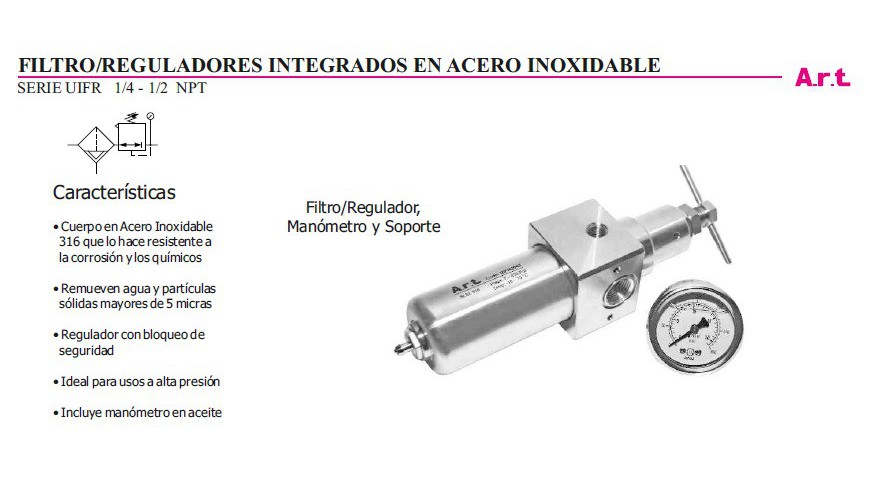 FILTRO/REGULADORES INTEGRADOS EN ACERO INOXIDABLE
A.r.t.
SERIE UIFR 1/4 - 1/2 NPT
Características
• Cuerpo en Acero Inoxidable
316 que lo hace resistente a
la corrosión y los químicos
• Remueven agua y partículas
sólidas mayores de 5 micras
• Regulador con bloqueo de
seguridad
• Ideal para usos a alta presión
• Incluye manómetro en aceite
Filtro/Regulador,
Manómetro y Soporte
A.r.t.